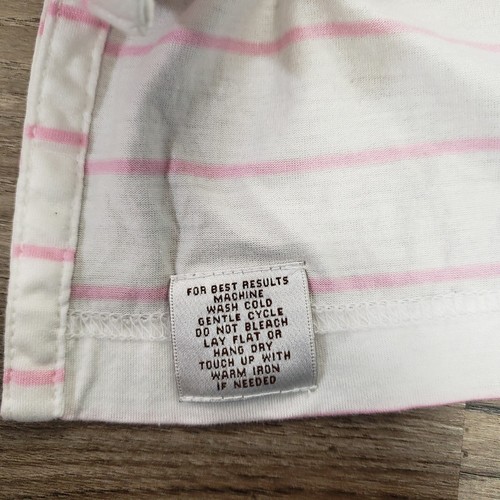 FOR BEST RESULTS
MACHINE
WASH COLD
GENTLE CYCLE
DO NOT BLEACH
LAY FLAT OR
HANG DRY
TOUCH UP WITH
WARM IRON
IF NEEDED